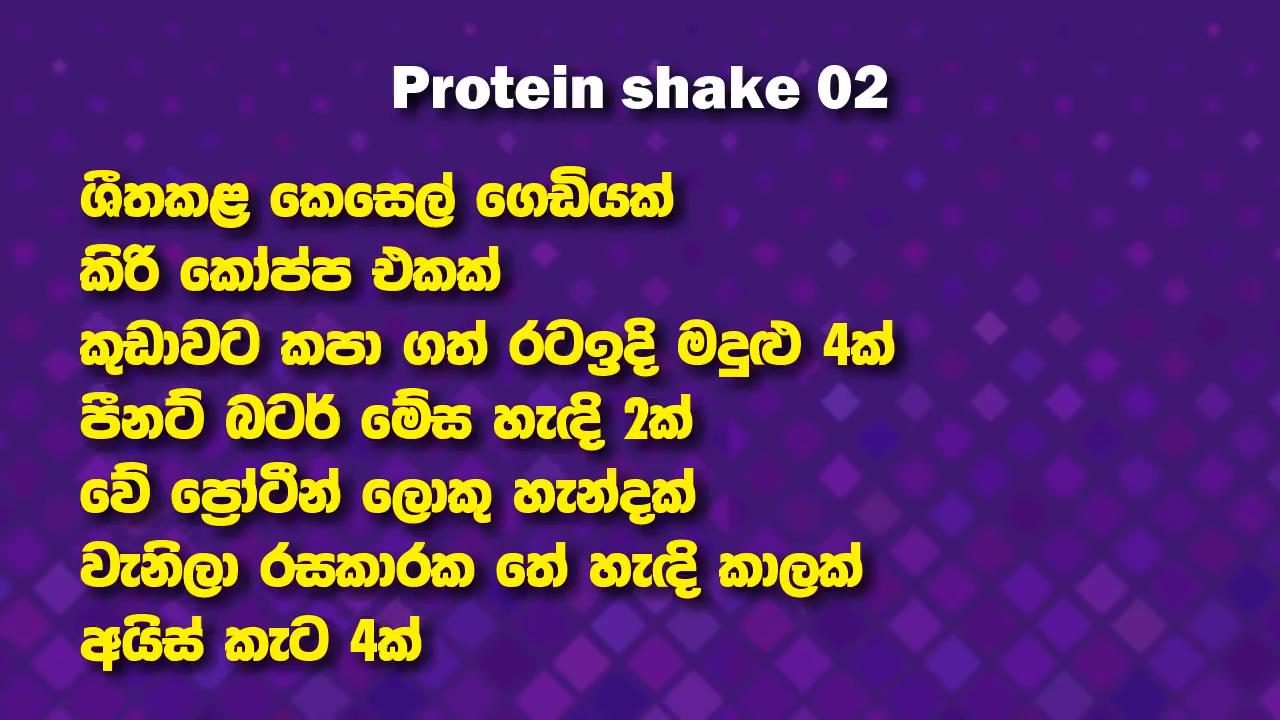 Protein shake 02
ශීතකළ කෙසෙල් ගෙඩියක්
කිරි කෝප්ප එකක්
කුඩාවට කපා ගත් රටඉදි මදුළු 4ක්
පීනට් බටර් මේස හැඳි 2ක්
වේ ප්‍රෝටීන් ලොකු හැන්දක්
වැනිලා රසකාරක තේ හැඳි කාලක්
අයිස් කැට 4ක්